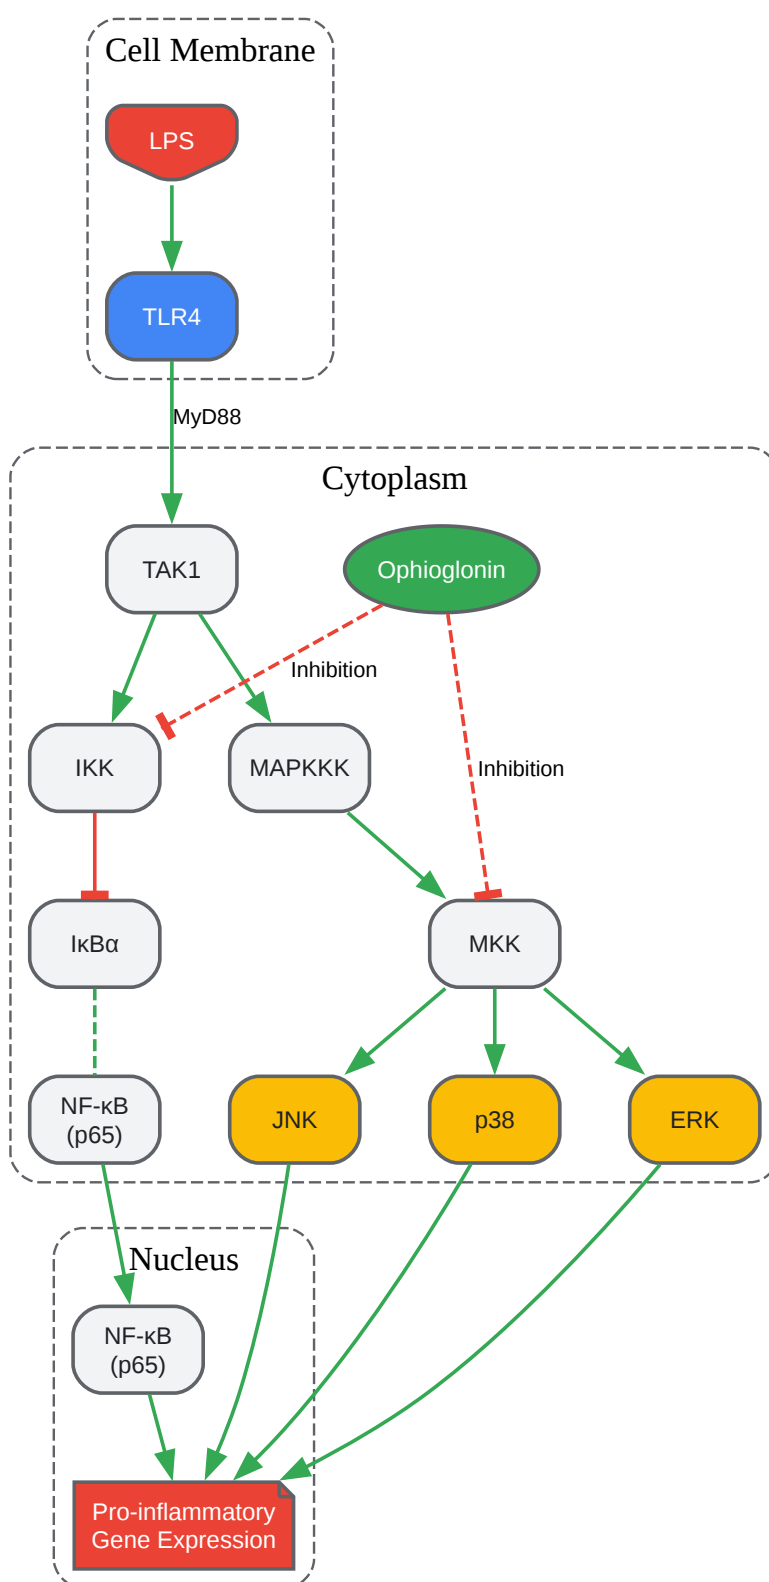 Cell Membrane
LPS
TLR4
MyD88
Cytoplasm
TAK1
Ophioglonin
Inhibition
IKK
MAPKKK
Inhibition
IκBα
MKK
NF-κB
(p65)
JNK
p38
ERK
Nucleus
NF-κB
(p65)
Pro-inflammatory
Gene Expression